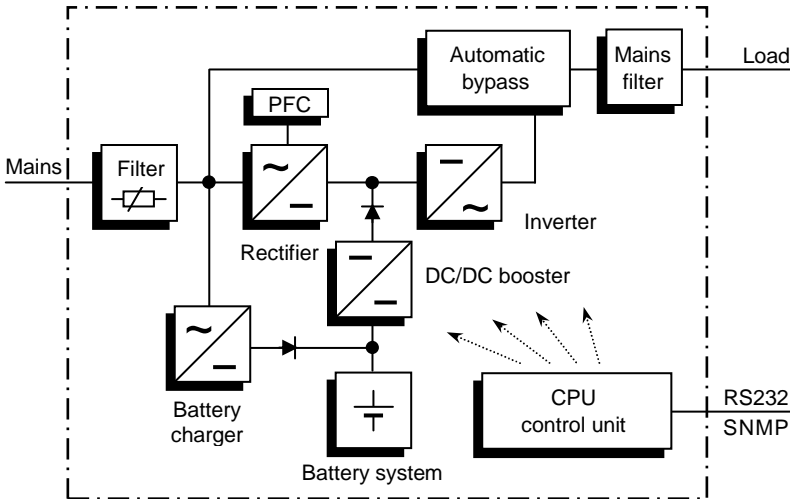 Automatic
bypass
Mains
filter
Load
PFC
Mains
Filter
Inverter
Rectifier
DC/DC booster
Battery
charger
CPU
control unit
RS232
SNMP
Battery system